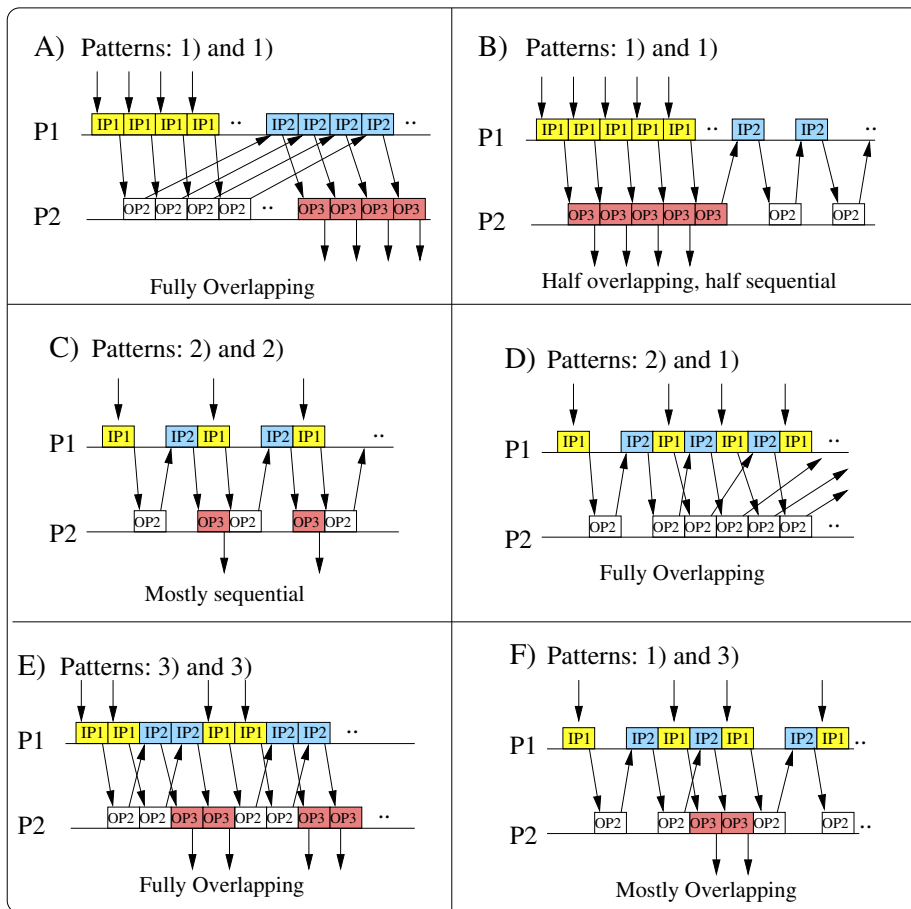 A) Patterns: 1) and 1)
P1 IP1 IP1 IP1 IP1 .. IP2 IP2 IP2 IP2 ..
P2 OP2 OP2 OP2 OP2 .. OP3 OP3 OP3 OP3
Fully Overlapping
B) Patterns: 1) and 1)
P1 IP1 IP1 IP1 IP1 IP1 .. IP2 IP2 ..
P2 OP3 OP3 OP3 OP3 OP3 OP2 OP2
Half overlapping, half sequential
C) Patterns: 2) and 2)
P1 IP1 IP2 IP1 IP2 IP1 ..
P2 OP2 OP3 OP2 OP3 OP2
Mostly sequential
D) Patterns: 2) and 1)
P1 IP1 IP2 IP1 IP2 IP1 IP2 IP1 ..
P2 OP2 OP2 OP2 OP2 OP2 OP2 ..
Fully Overlapping
E) Patterns: 3) and 3)
P1 IP1 IP1 IP2 IP2 IP1 IP1 IP2 IP2 ..
P2 OP2 OP2 OP3 OP3 OP2 OP2 OP3 OP3 ..
Fully Overlapping
F) Patterns: 1) and 3)
P1 IP1 IP2 IP1 IP2 IP1 IP2 IP1 ..
P2 OP2 OP2 OP3 OP3 OP2 OP2 ..
Mostly Overlapping